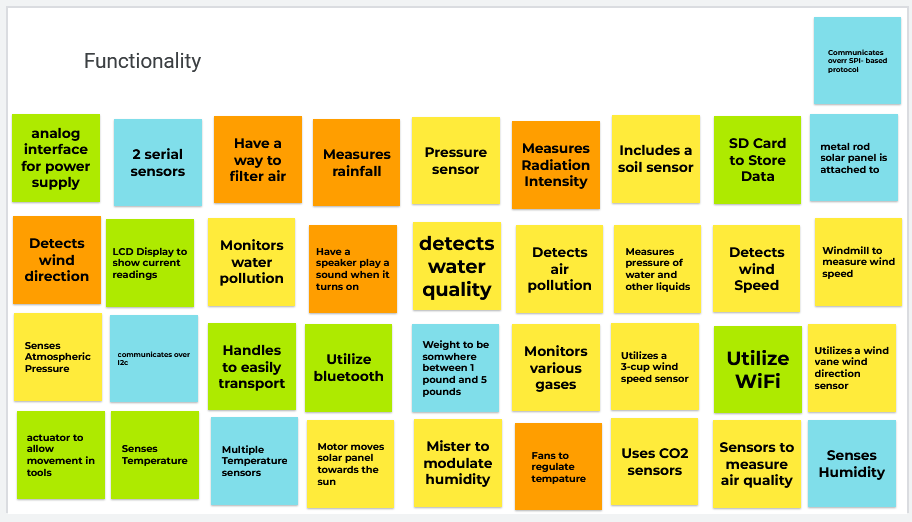 Functionality
Communicates
overr SPI- based
protocol
analog
interface
for power
supply
2 serial
sensors
Have a
way to
filter air
Measures
rainfall
Pressure
sensor
Measures
Radiation
Intensity
Includes a
soil sensor
SD Card
to Store
Data
metal rod
solar panel is
attached to
Detects
wind
direction
LCD Display to
show current
readings
Monitors
water
pollution
Have a
speaker play a
sound when it
turns on
detects
water
quality
Detects
air
pollution
Measures
pressure of
water and
other liquids
Detects
wind
Speed
Windmill to
measure wind
speed
Senses
Atmospheric
Pressure
communicates over
I2c
Handles
to easily
transport
Utilize
bluetooth
Weight to be
somwhere
between 1
pound and 5
pounds
Monitors
various
gases
Utilizes a
3-cup wind
speed sensor
Utilize
WiFi
Utilizes a wind
vane wind
direction
sensor
actuator to
allow
movement in
tools
Senses
Temperature
Multiple
Temperature
sensors
Motor moves
solar panel
towards the
sun
Mister to
modulate
humidity
Fans to
regulate
tempature
Uses CO2
sensors
Sensors to
measure
air quality
Senses
Humidity